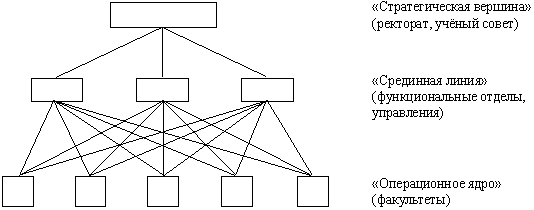 «Стратегическая вершина»
(ректорат, учёный совет)
«Срединная линия»
(функциональные отделы,
управления)
«Операционное ядро»
(факультеты)